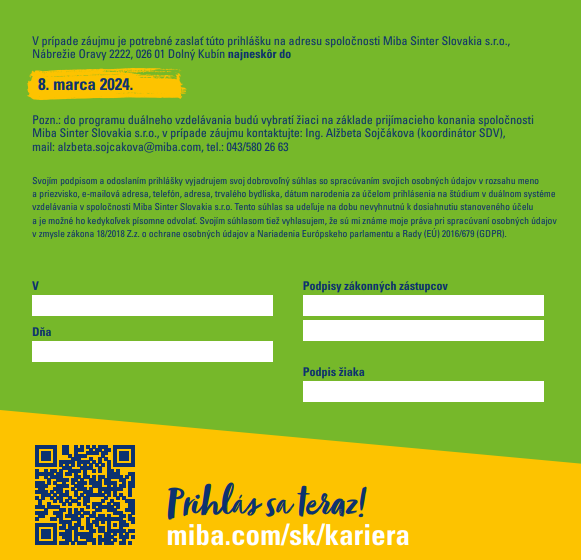 V prípade záujmu je potrebné zaslať túto prihlášku na adresu spoločnosti Miba Sinter Slovakia s.r.o.,
Nábrežie Oravy 2222, 026 01 Dolný Kubín najneskôr do
8. marca 2024.
Pozn.: do programu duálneho vzdelávania budú vybratí žiaci na základe prijímacieho konania spoločnosti
Miba Sinter Slovakia s.r.o., v prípade záujmu kontaktujte: Ing. Alžbeta Sojčáková (koordinátor SDV),
mail: alzbeta.sojcakova@miba.com, tel.: 043/580 26 63
Svojím podpisom a odoslaním prihlášky vyjadrujem svoj dobrovoľný súhlas so spracúvaním svojich osobných údajov v rozsahu meno
a priezvisko, e-mailová adresa, telefón, adresa, trvalého bydliska, dátum narodenia za účelom prihlásenia na štúdium v duálnom systéme
vzdelávania v spoločnosti Miba Sinter Slovakia s.r.o. Tento súhlas sa udeľuje na dobu nevyhnutnú k dosiahnutiu stanoveného účelu
a je možné ho kedykoľvek písomne odvolať. Svojím súhlasom tiež vyhlasujem, že sú mi známe moje práva pri spracúvaní osobných údajov
v zmysle zákona 18/2018 Z.z. o ochrane osobných údajov a Nariadenia Európskeho parlamentu a Rady (EÚ) 2016/679 (GDPR).
V
Podpisy zákonných zástupcov
Dňa
Podpis žiaka
Prihlás sa teraz!
miba.com/sk/kariera